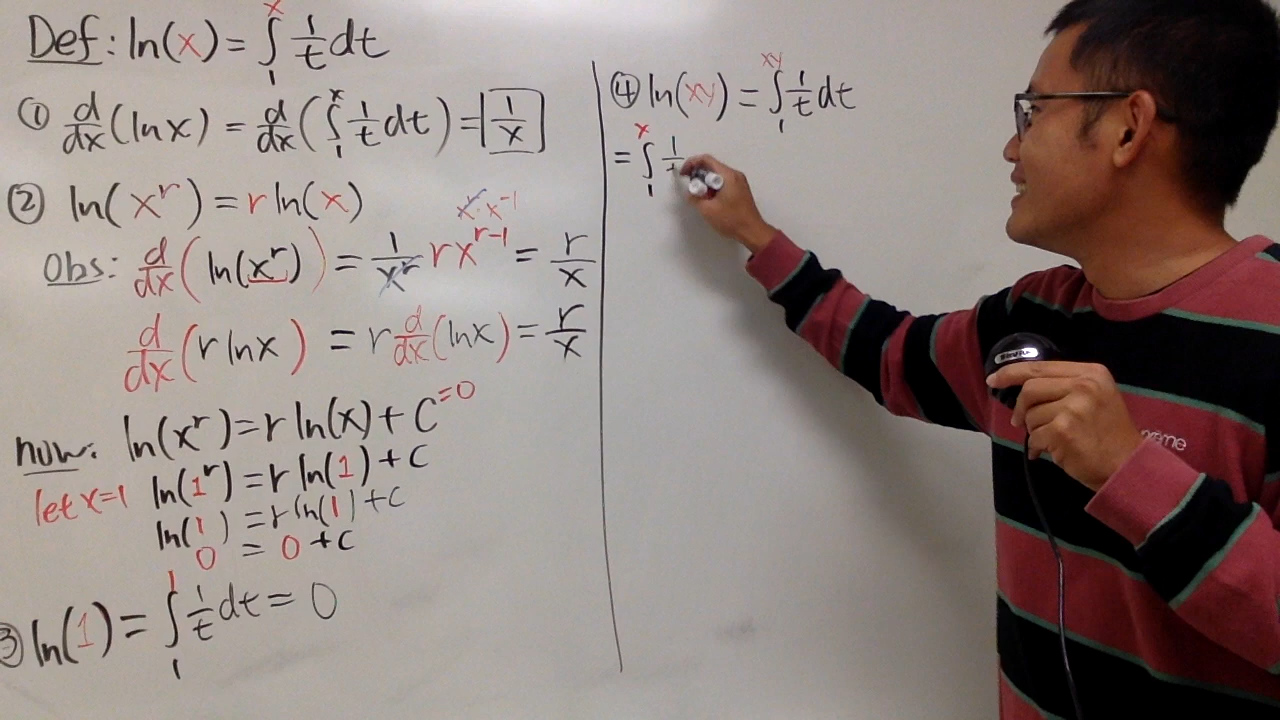 Def: ln(x) = ∫₁ˣ 1/t dt
① d/dx (ln x) = d/dx (∫₁ˣ 1/t dt) = 1/x
② ln(xʳ) = r ln(x)
xʳ·x⁻¹
Obs: d/dx (ln(xʳ)) = 1/xʳ r xʳ⁻¹ = r/x
d/dx (r ln x) = r d/dx (ln x) = r/x
now: ln(xʳ) = r ln(x) + C =0
let x=1 ln(1ʳ) = r ln(1) + C
ln(1) = r ln(1) + C
0 = 0 + C
③ ln(1) = ∫₁¹ 1/t dt = 0
④ ln(xy) = ∫₁ˣʸ 1/t dt
= ∫₁ˣ 1/t